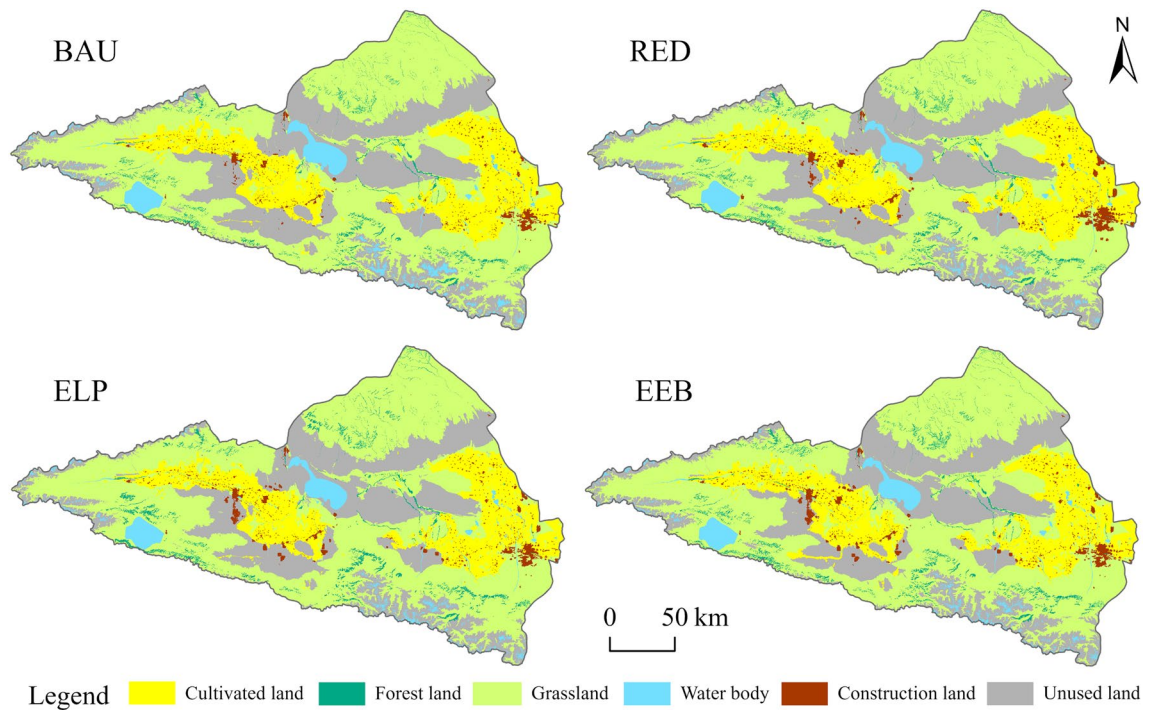 BAU
RED
N
ELP
EEB
0 50 km
Legend Cultivated land Forest land Grassland Water body Construction land Unused land